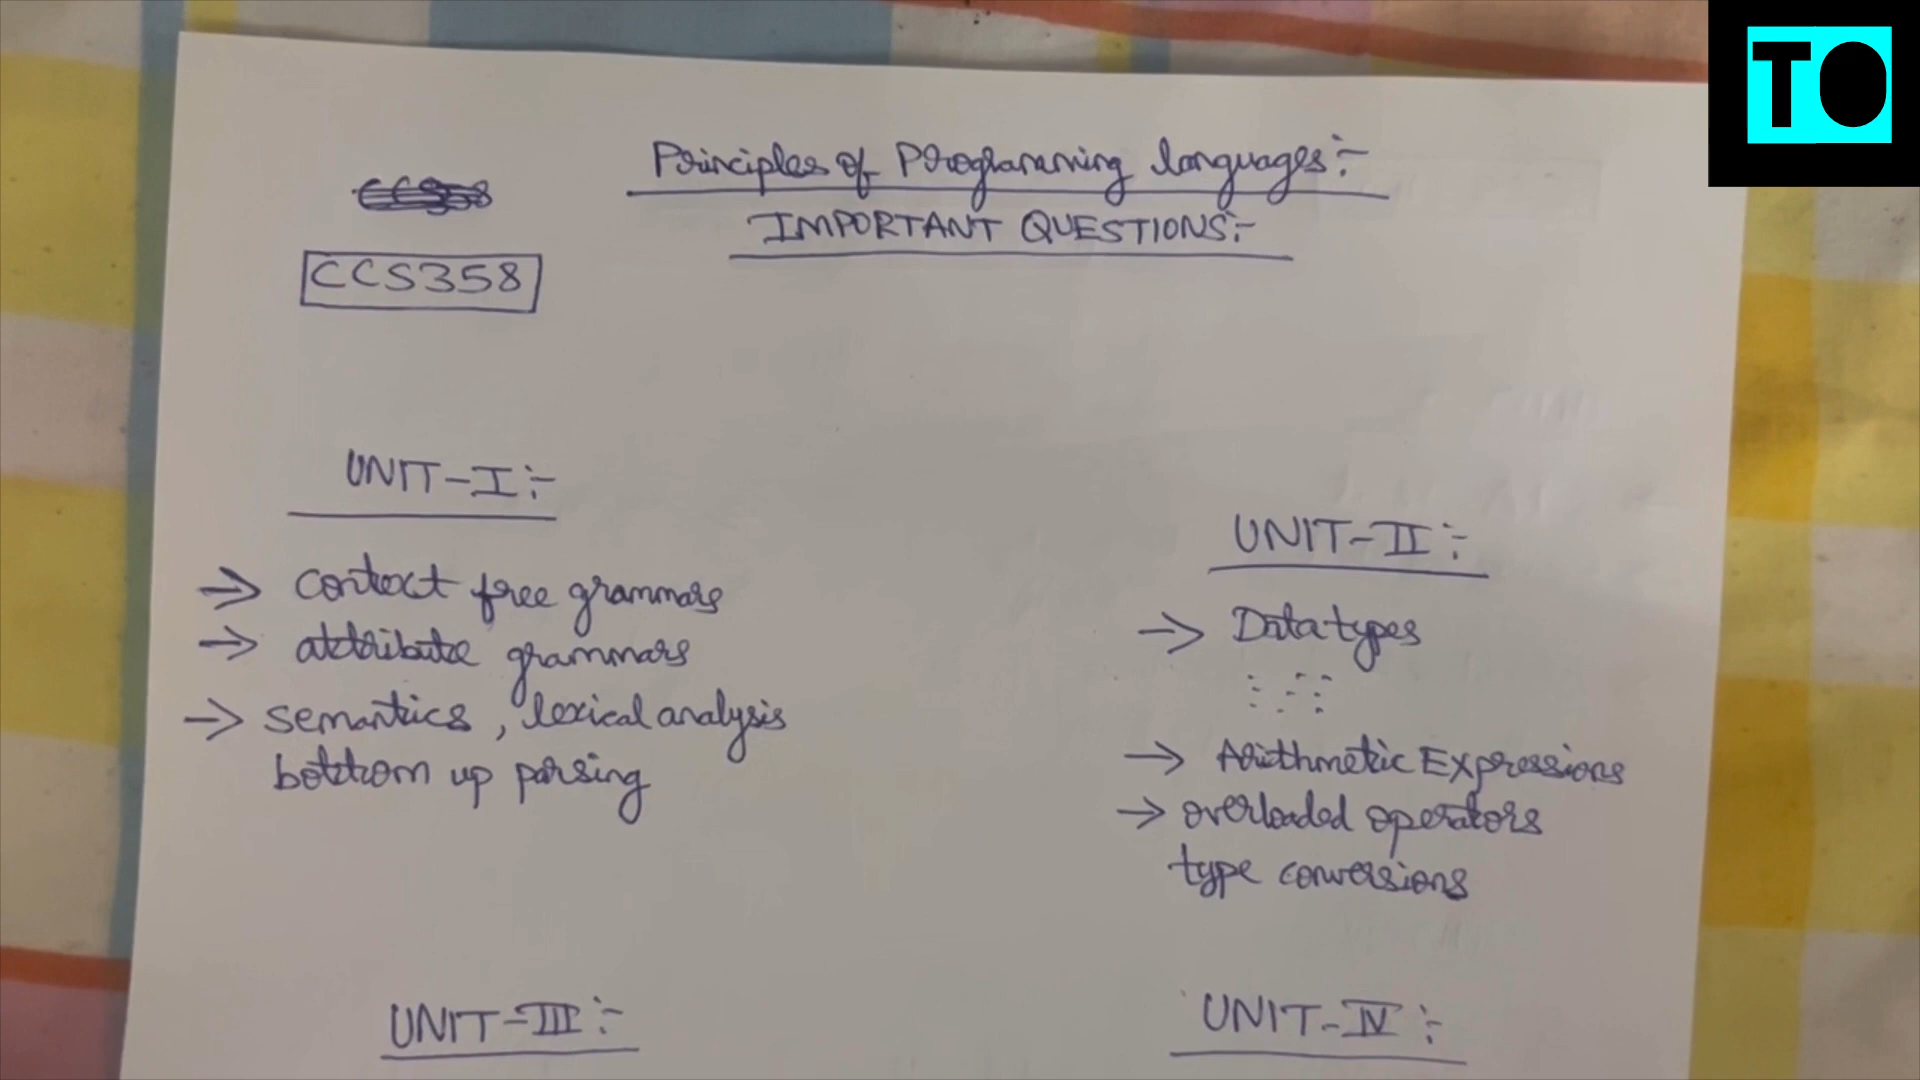 TO
Principles of Programming languages:-
IMPORTANT QUESTIONS:-
CCS358
UNIT-I:-
→ context free grammars
→ attribute grammars
→ semantics, lexical analysis
bottom up parsing
UNIT-II:-
→ Data types
→ Arithmetic Expressions
→ overloaded operators
type conversions
UNIT-III:-
UNIT-IV:-